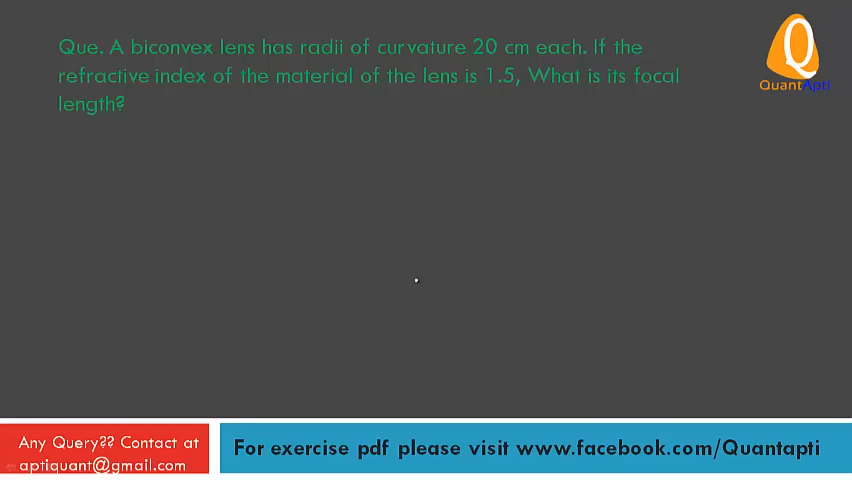 Que. A biconvex lens has radii of curvature 20 cm each. If the
refractive index of the material of the lens is 1.5, What is its focal
length?
Q
QuantApti
Any Query?? Contact at
aptiquant@gmail.com
For exercise pdf please visit www.facebook.com/Quantapti